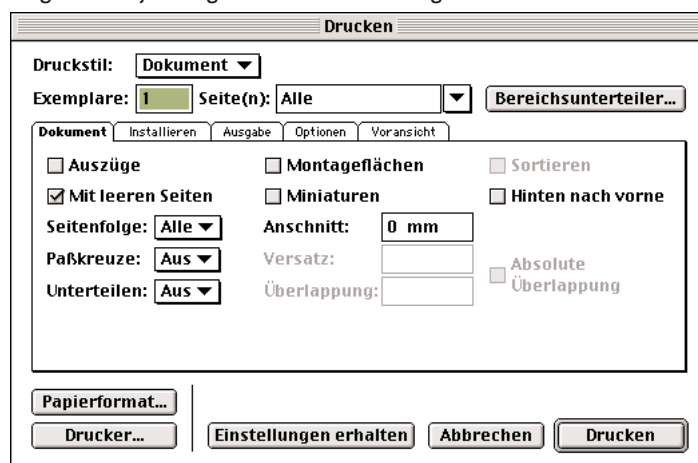 Drucken
Druckstil: Dokument
Exemplare: 1 Seite(n): Alle Bereichsunterteiler...
Dokument Installieren Ausgabe Optionen Voransicht
Auszüge Montageflächen Sortieren
Mit leeren Seiten Miniaturen Hinten nach vorne
Seitenfolge: Alle Anschnitt: 0 mm
Paßkreuze: Aus Versatz:
Absolute
Unterteilen: Aus Überlappung: Überlappung
Papierformat...
Drucker... Einstellungen erhalten Abbrechen Drucken